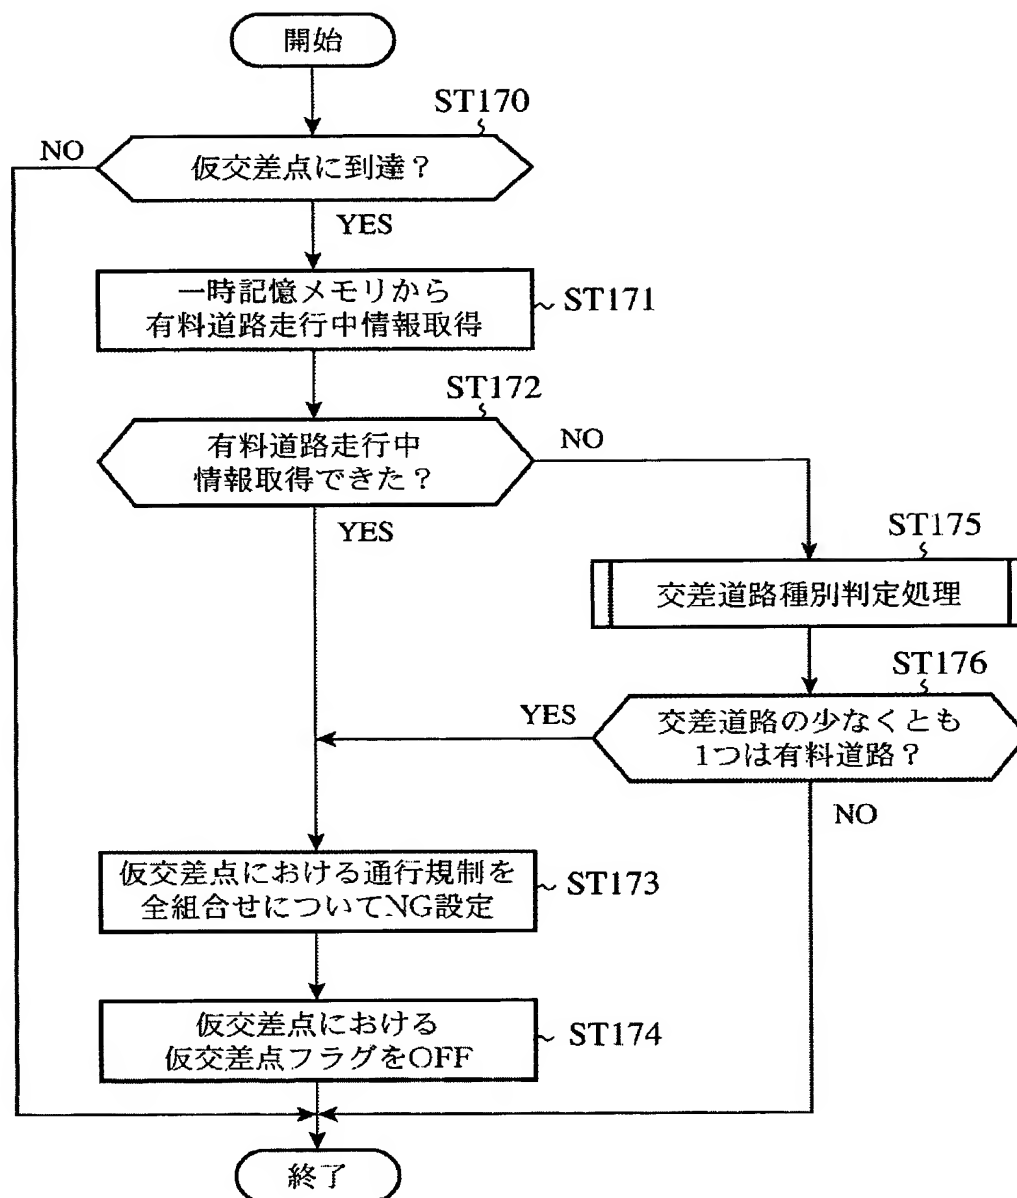 開始
ST170
NO
仮交差点に到達？
YES
一時記憶メモリから
有料道路走行中情報取得
ST171
ST172
有料道路走行中
情報取得できた？
NO
YES
ST175
交差道路種別判定処理
ST176
YES
交差道路の少なくとも
1つは有料道路？
NO
仮交差点における通行規制を
全組合せについてNG設定
ST173
仮交差点における
仮交差点フラグをOFF
ST174
終了